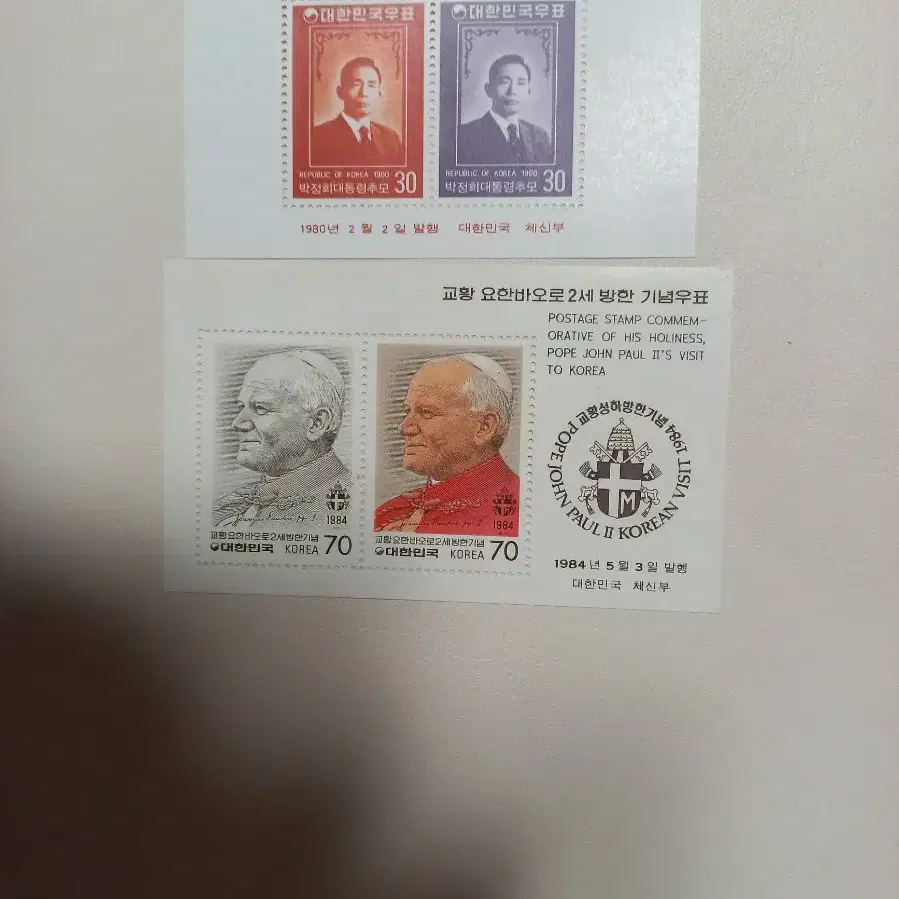 대한민국우표
REPUBLIC OF KOREA 1980
박정희대통령추모 30
대한민국우표
REPUBLIC OF KOREA 1980
박정희대통령추모 30
1980년 2월 2일 발행 대한민국 체신부
교황 요한바오로 2세 방한 기념우표
POSTAGE STAMP COMMEM-
ORATIVE OF HIS HOLINESS,
POPE JOHN PAUL II'S VISIT
TO KOREA
1984
교황요한바오로2세방한기념
대한민국 KOREA 70
1984
교황요한바오로2세방한기념
대한민국 KOREA 70
교황성하방한기념 1984
POPE JOHN PAUL II KOREAN VISIT
M
1984년 5월 3일 발행
대한민국 체신부